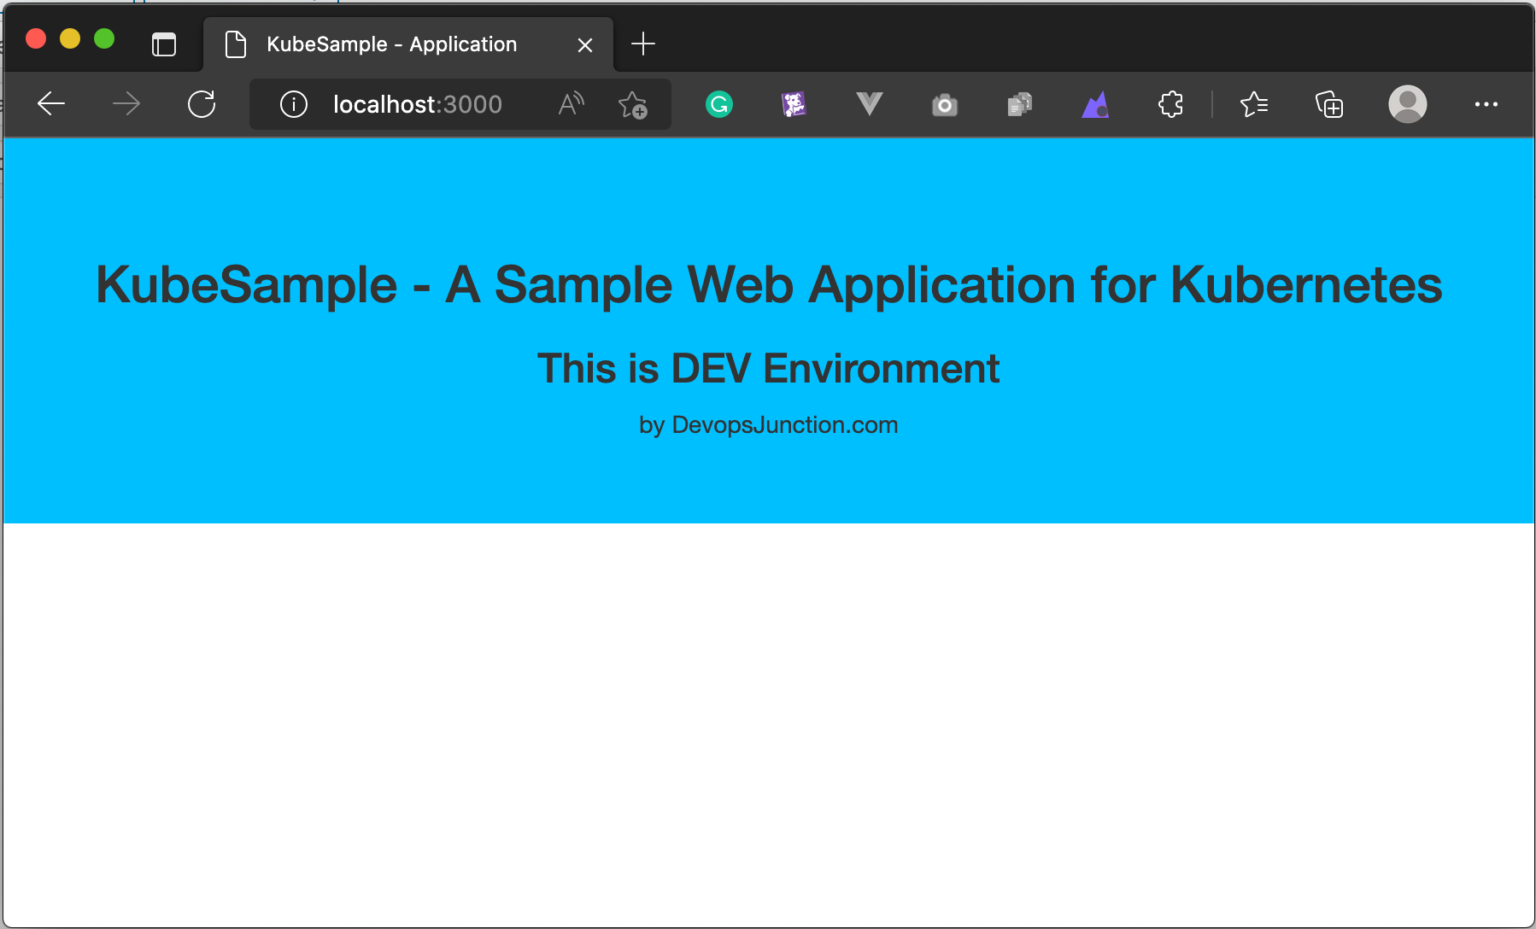 KubeSample - Application
localhost:3000
KubeSample - A Sample Web Application for Kubernetes
This is DEV Environment
by DevopsJunction.com